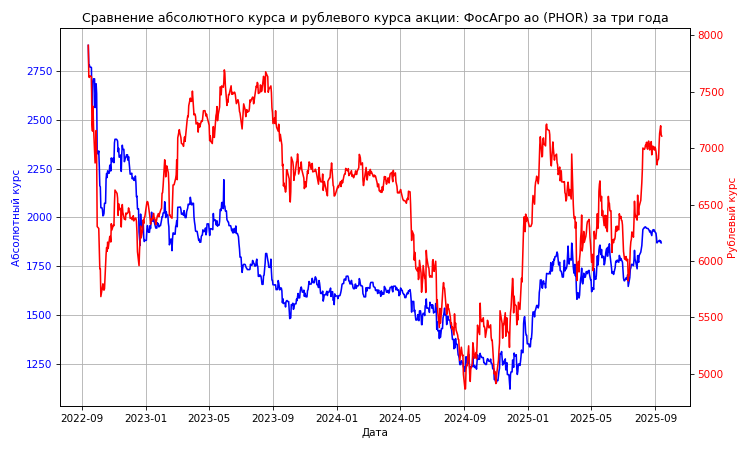 Сравнение абсолютного курса и рублевого курса акции: ФосАгро ао (PHOR) за три года
Абсолютный курс
2750
2500
2250
2000
1750
1500
1250
8000
7500
7000
6500
6000
5500
5000
Рублевый курс
2022-09 2023-01 2023-05 2023-09 2024-01 2024-05 2024-09 2025-01 2025-05 2025-09
Дата